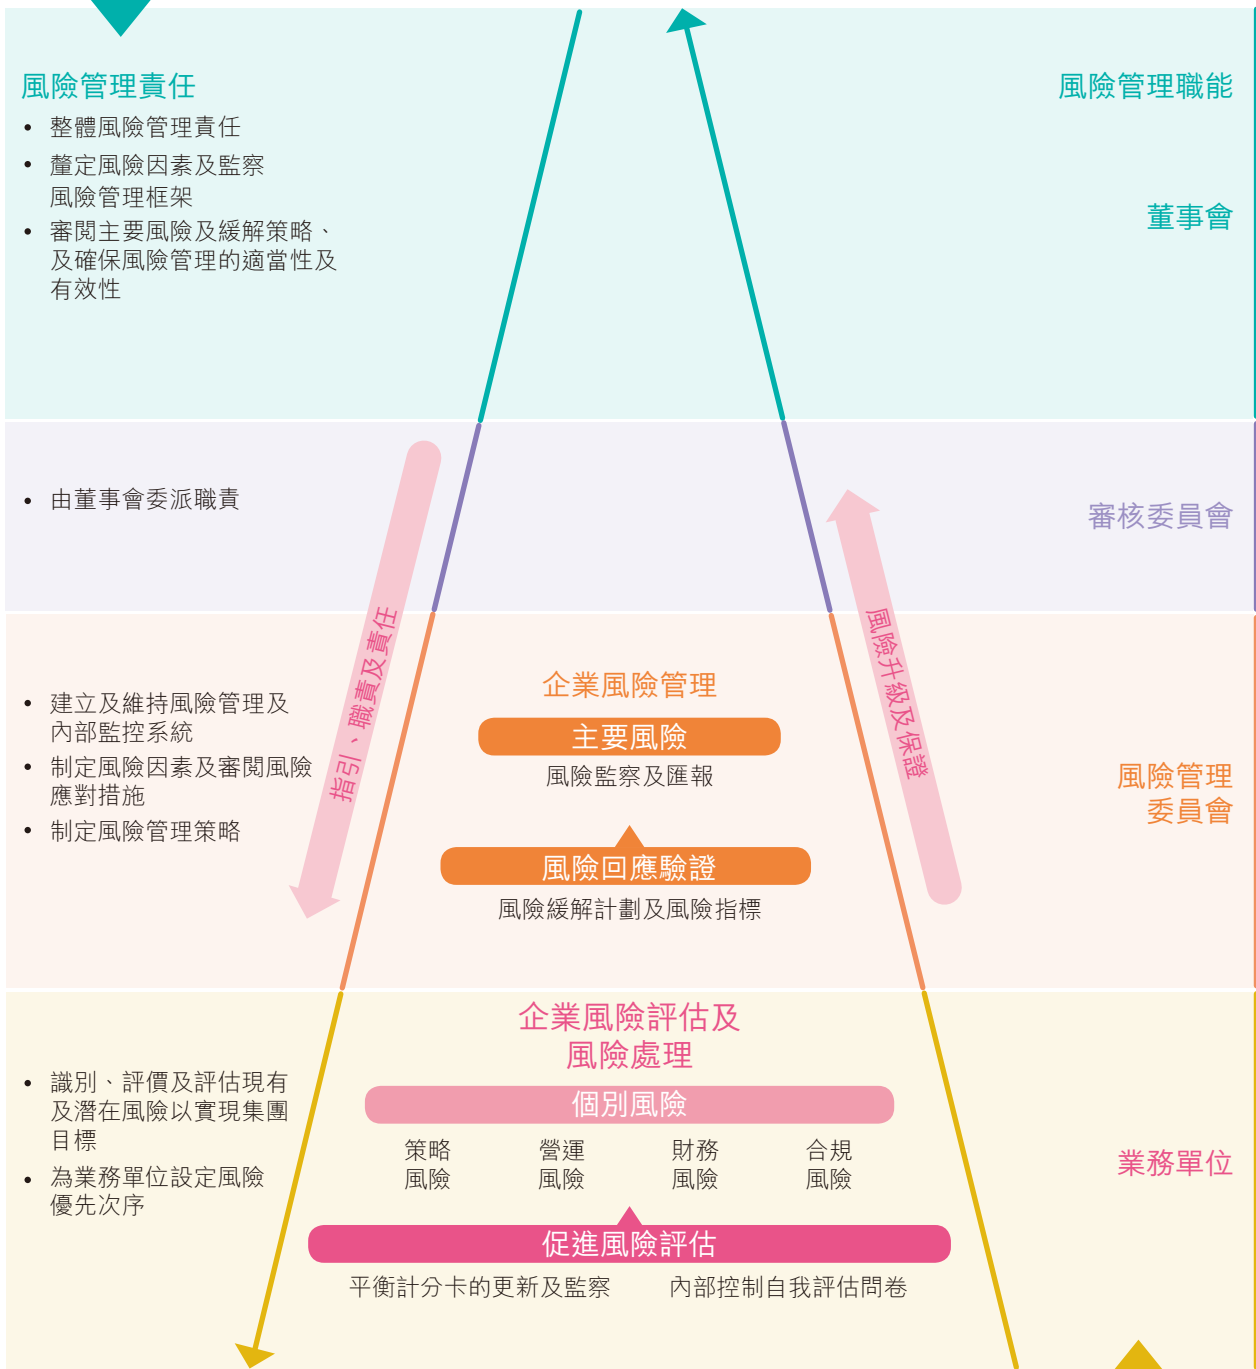 風險管理責任
• 整體風險管理責任
• 釐定風險因素及監察
風險管理框架
• 審閱主要風險及緩解策略、
及確保風險管理的適當性及
有效性
風險管理職能
董事會
• 由董事會委派職責
審核委員會
指引、職責及責任
風險升級及保證
• 建立及維持風險管理及
內部監控系統
• 制定風險因素及審閱風險
應對措施
• 制定風險管理策略
企業風險管理
主要風險
風險監察及匯報
風險回應驗證
風險緩解計劃及風險指標
風險管理
委員會
• 識別、評價及評估現有
及潛在風險以實現集團
目標
• 為業務單位設定風險
優先次序
企業風險評估及
風險處理
個別風險
策略
風險
營運
風險
財務
風險
合規
風險
促進風險評估
平衡計分卡的更新及監察
內部控制自我評估問卷
業務單位